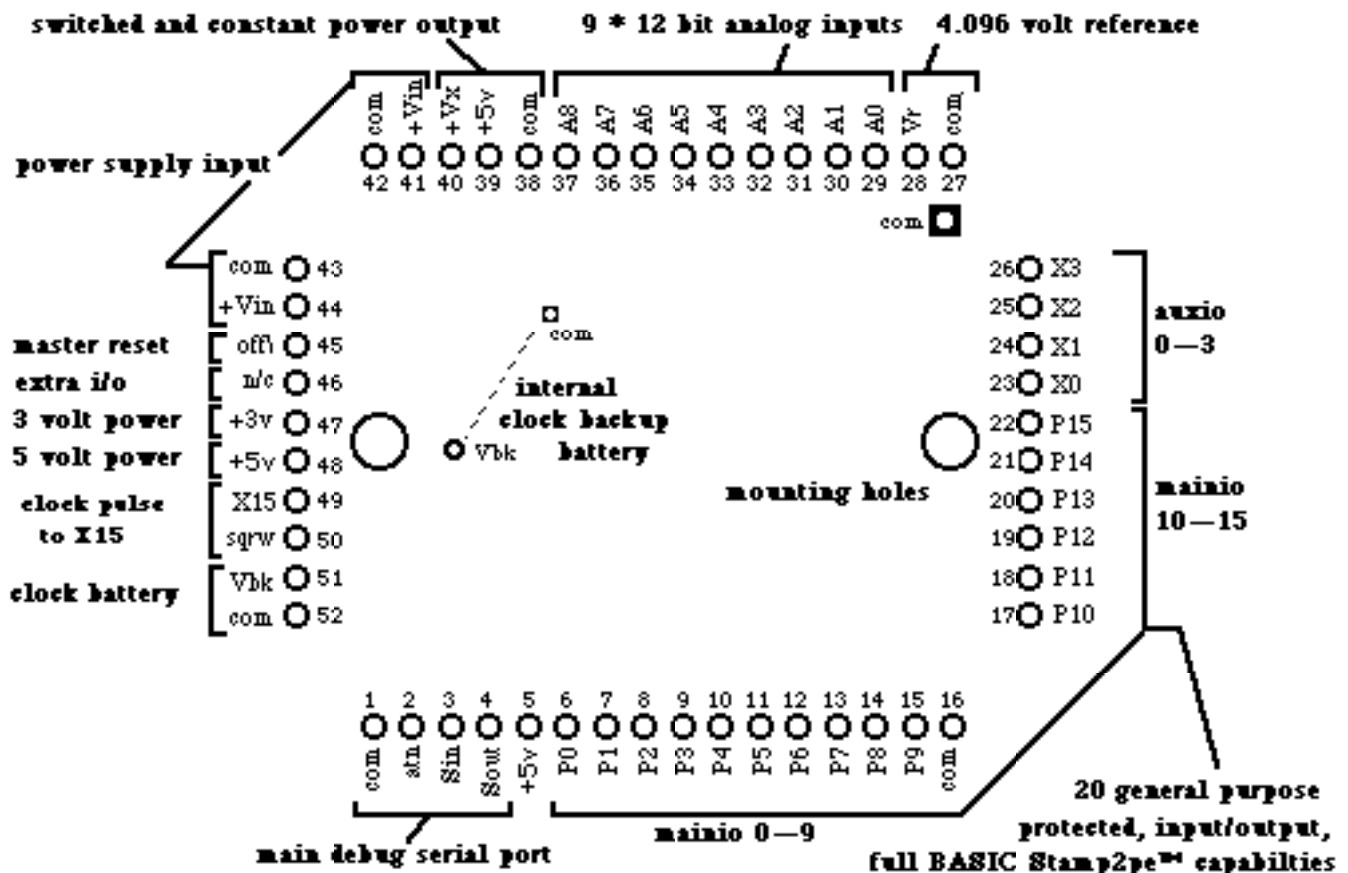 switched and constant power output
9 * 12 bit analog inputs
4.096 volt reference
com +Vin +Vx +5v com A8 A7 A6 A5 A4 A3 A2 A1 A0 Vr com
42 41 40 39 38 37 36 35 34 33 32 31 30 29 28 27
power supply input
com
com 43
+Vin 44
master reset off\ 45
extra i/o n/c 46
3 volt power +3v 47
5 volt power +5v 48
clock pulse
to X15
X15 49
sqrw 50
clock battery
Vbk 51
com 52
com
internal
clock backup
battery
Vbk
mounting holes
26 X3
25 X2
24 X1
23 X0
auxio
0—3
22 P15
21 P14
20 P13
19 P12
18 P11
17 P10
mainio
10—15
1 2 3 4 5 6 7 8 9 10 11 12 13 14 15 16
com atn Sin Sout +5v P0 P1 P2 P3 P4 P5 P6 P7 P8 P9 com
main debug serial port
mainio 0—9
20 general purpose
protected, input/output,
full BASIC Stamp2pe™ capabilties